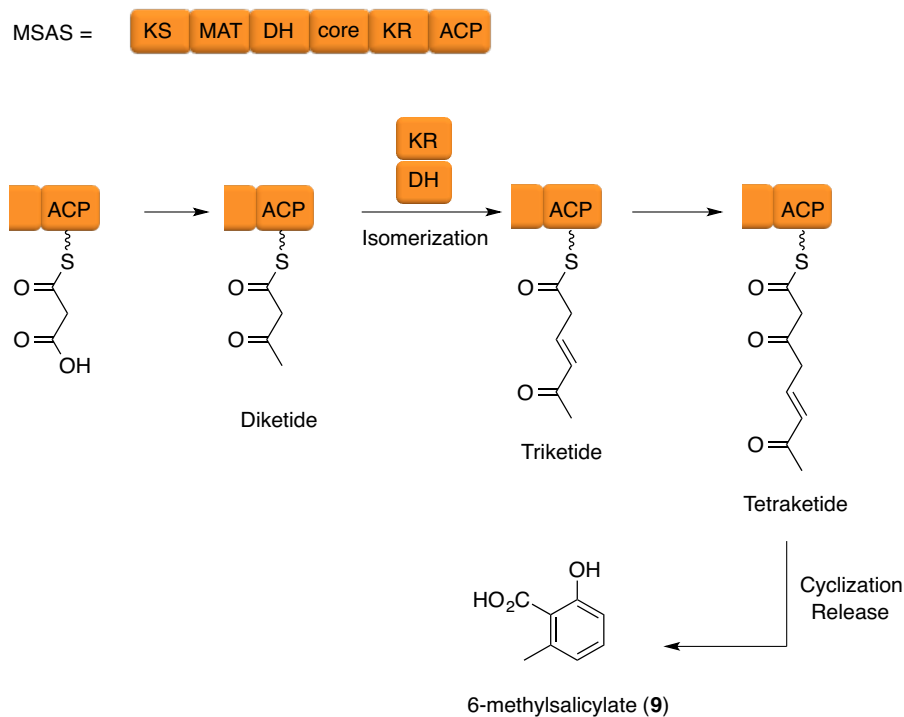 MSAS = KS MAT DH core KR ACP
KR
DH
ACP ACP Isomerization ACP ACP
S S S S
O O O O
O O O O
OH
O
Diketide
Triketide
Tetraketide
Cyclization
Release
OH
HO2C
6-methylsalicylate (9)